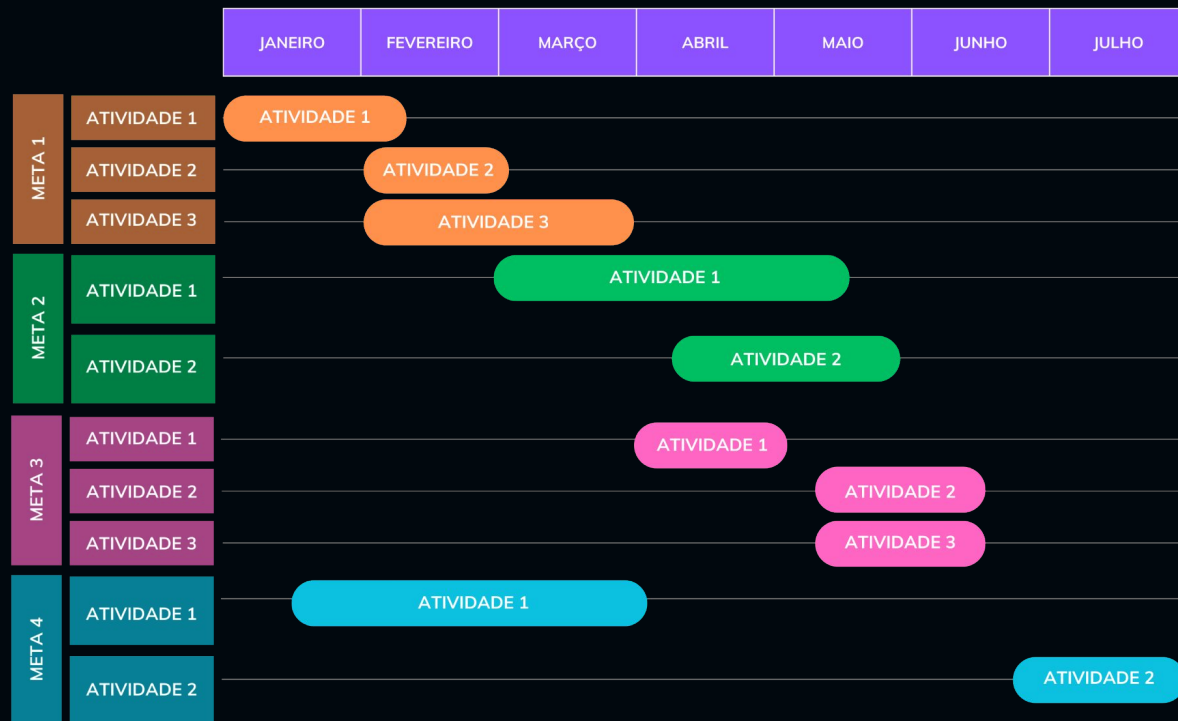 JANEIRO FEVEREIRO MARÇO ABRIL MAIO JUNHO JULHO
META 1
ATIVIDADE 1 ATIVIDADE 1
ATIVIDADE 2 ATIVIDADE 2
ATIVIDADE 3 ATIVIDADE 3
META 2
ATIVIDADE 1 ATIVIDADE 1
ATIVIDADE 2 ATIVIDADE 2
META 3
ATIVIDADE 1 ATIVIDADE 1
ATIVIDADE 2 ATIVIDADE 2
ATIVIDADE 3 ATIVIDADE 3
META 4
ATIVIDADE 1 ATIVIDADE 1
ATIVIDADE 2 ATIVIDADE 2